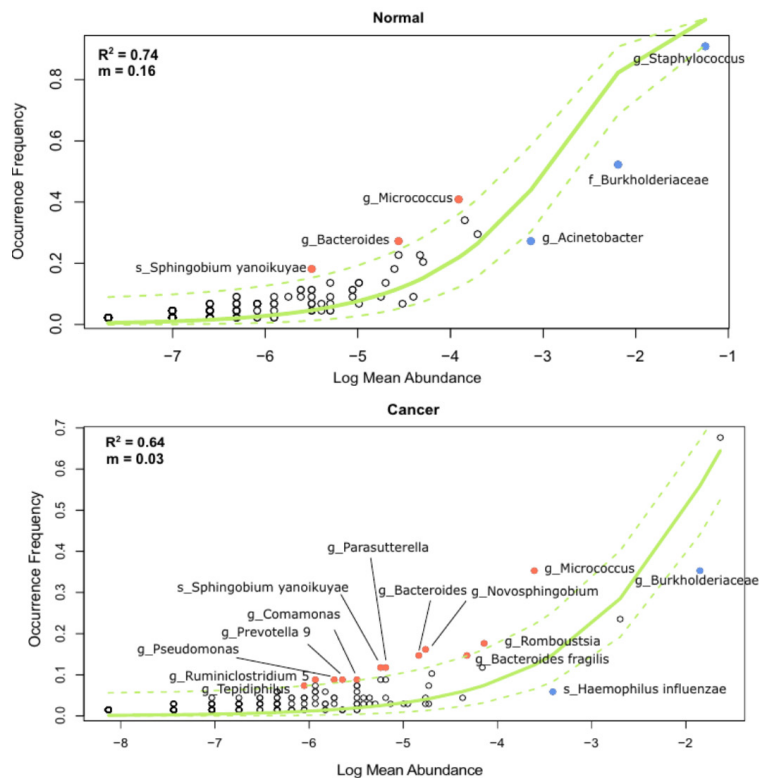 Normal
R² = 0.74
m = 0.16
g_Staphylococcus
f_Burkholderiaceae
g_Micrococcus
g_Bacteroides
g_Acinetobacter
s_Sphingobium yanoikuyae
Occurrence Frequency
0.0
0.2
0.4
0.6
0.8
−7
−6
−5
−4
−3
−2
−1
Log Mean Abundance
Cancer
R² = 0.64
m = 0.03
g_Parasutterella
g_Micrococcus
s_Sphingobium yanoikuyae
g_Bacteroides
g_Burkholderiaceae
g_Novosphingobium
g_Comamonas
g_Prevotella 9
g_Pseudomonas
g_Romboustsia
g_Bacteroides fragilis
g_Ruminiclostridium 5
g_Tepidiphilus
s_Haemophilus influenzae
Occurrence Frequency
0.0
0.1
0.2
0.3
0.4
0.5
0.6
0.7
−8
−7
−6
−5
−4
−3
−2
Log Mean Abundance